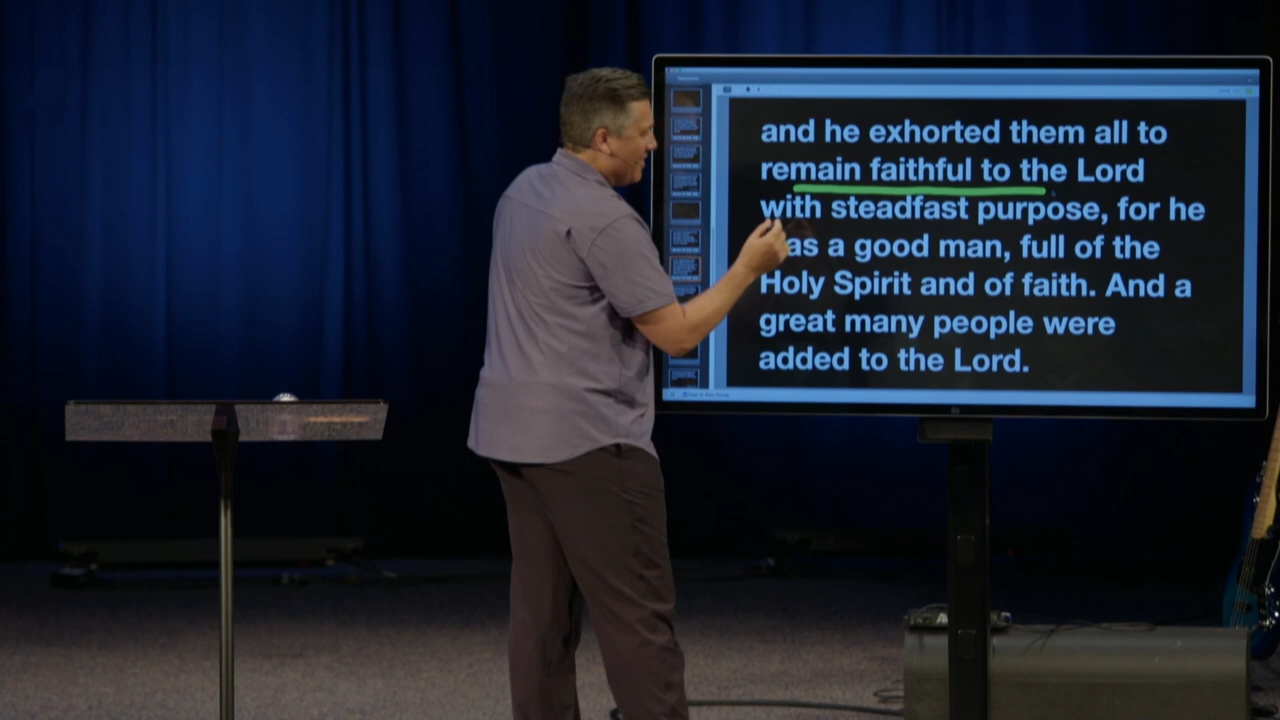 and he exhorted them all to
remain faithful to the Lord
with steadfast purpose, for he
as a good man, full of the
Holy Spirit and of faith. And a
great many people were
added to the Lord.